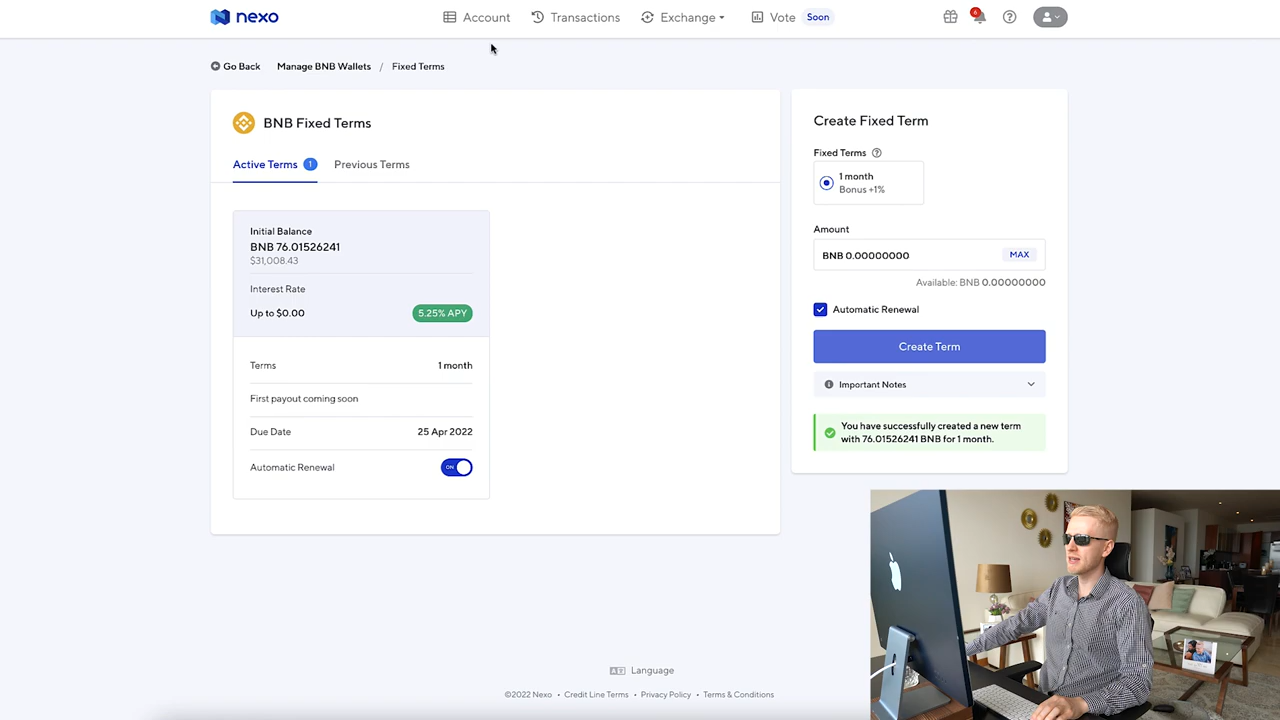 nexo
Account
Transactions
Exchange
Vote
Soon
6
Go Back
Manage BNB Wallets / Fixed Terms
BNB Fixed Terms
Active Terms 1
Previous Terms
Initial Balance
BNB 76.01526241
$31,008.43
Interest Rate
Up to $0.00
5.25% APY
Terms
1 month
First payout coming soon
Due Date
25 Apr 2022
Automatic Renewal
ON
Create Fixed Term
Fixed Terms
1 month
Bonus +1%
Amount
BNB 0.00000000
MAX
Available: BNB 0.00000000
Automatic Renewal
Create Term
Important Notes
You have successfully created a new term
with 76.01526241 BNB for 1 month.
Language
©2022 Nexo • Credit Line Terms • Privacy Policy • Terms & Conditions